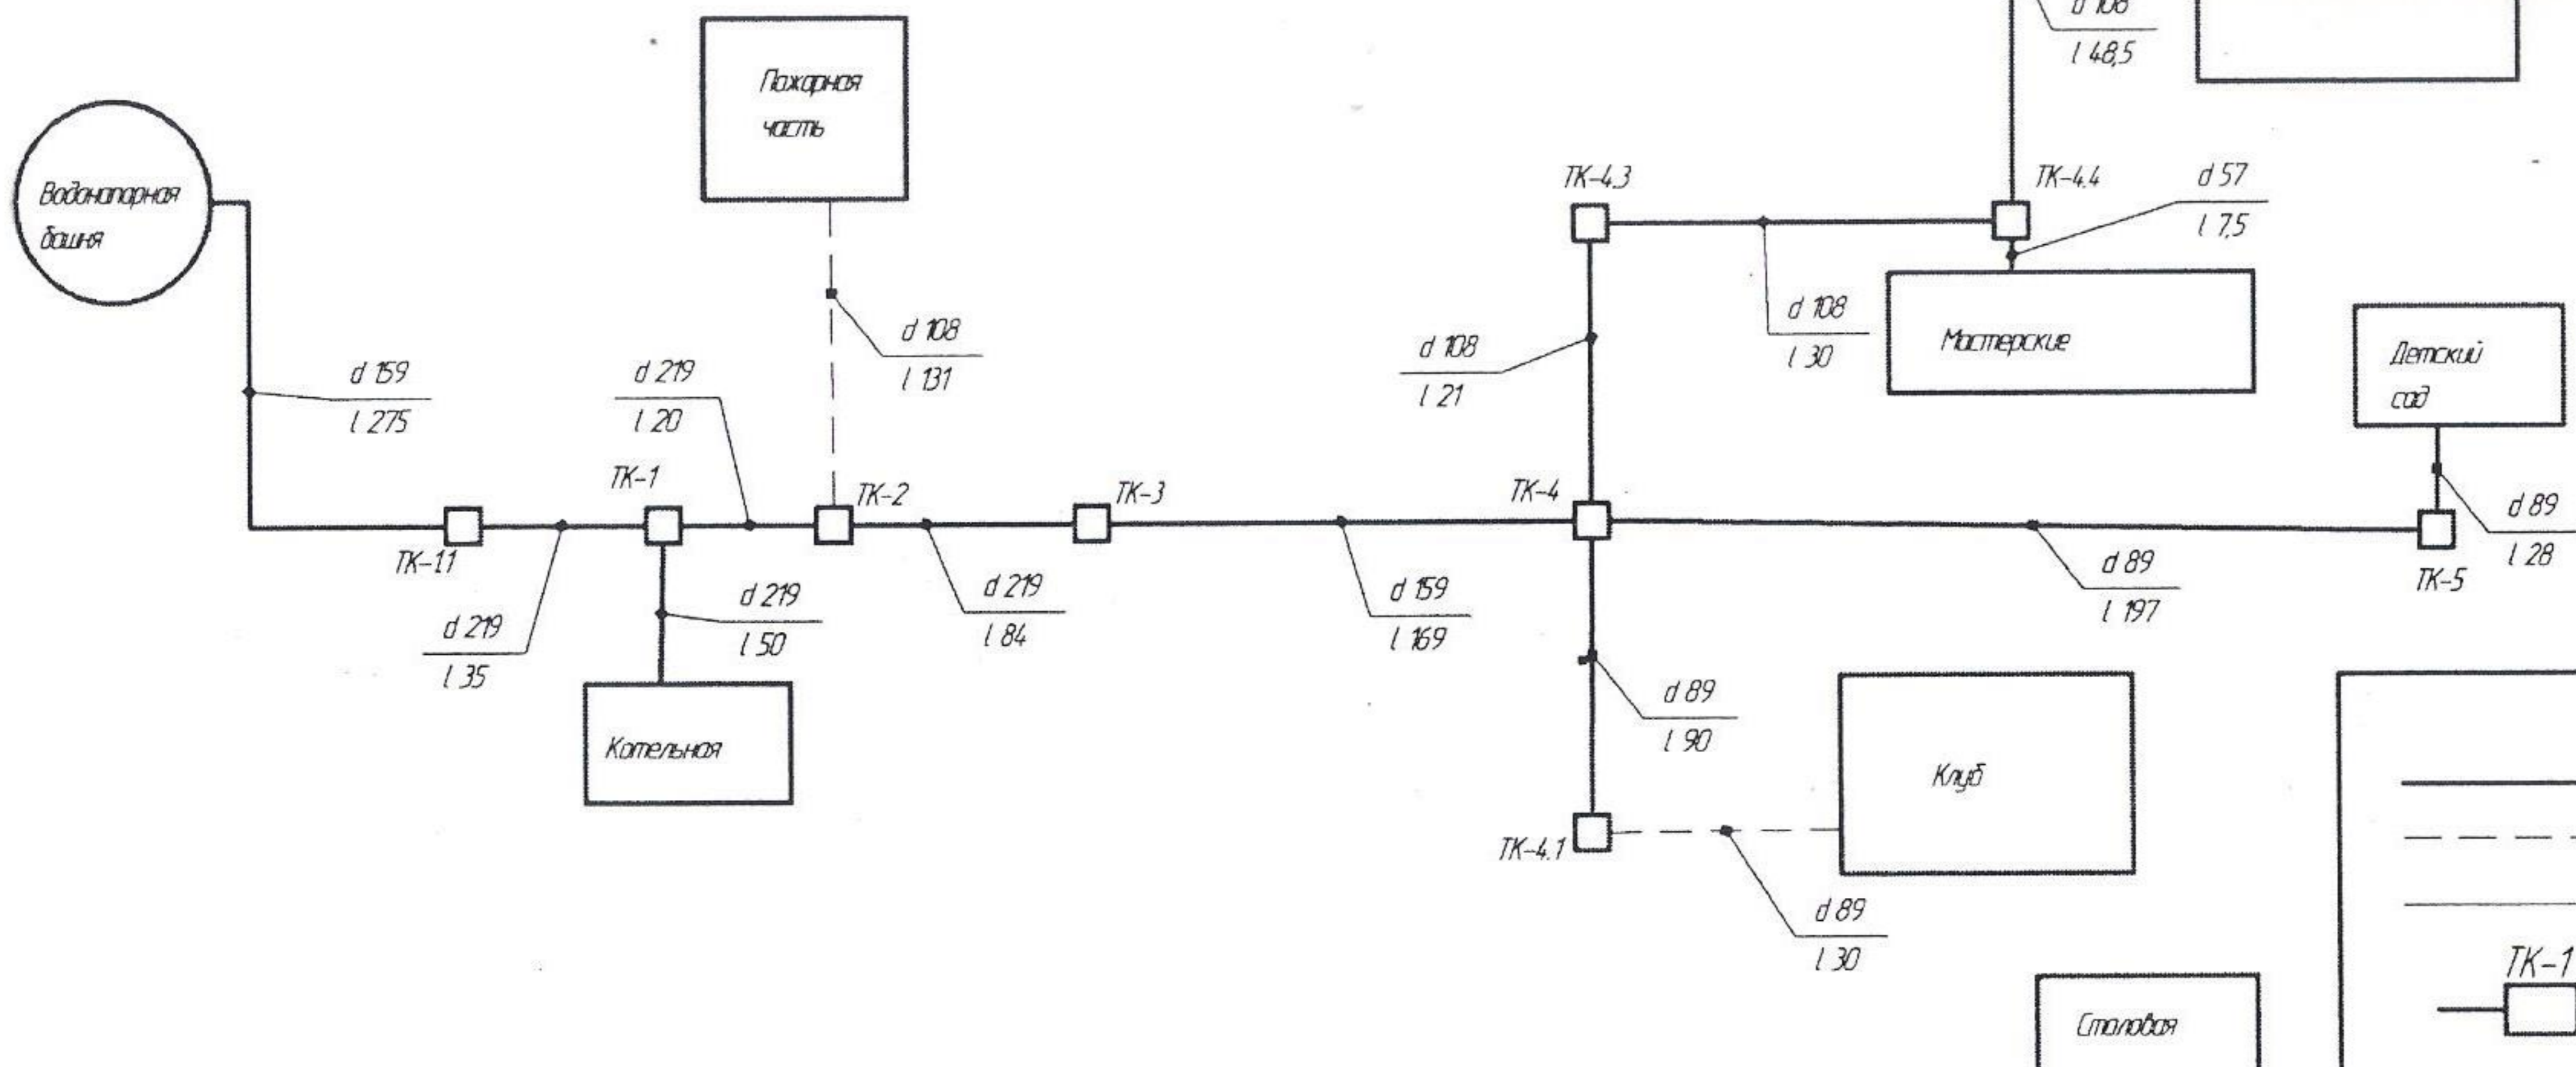 d 108
l 48,5
Пожарная
часть
Водонапорная
башня
ТК-4.3
ТК-4.4
d 57
l 7,5
d 108
l 131
d 108
l 30
Мастерские
d 108
l 21
Детский
сад
d 159
l 275
d 219
l 20
ТК-1
ТК-2
ТК-3
ТК-4
d 89
l 28
ТК-1.1
d 219
l 35
d 219
l 50
d 219
l 84
d 159
l 169
d 89
l 197
ТК-5
d 89
l 90
Котельная
Клуб
ТК-4.1
d 89
l 30
ТК-1
Столовая